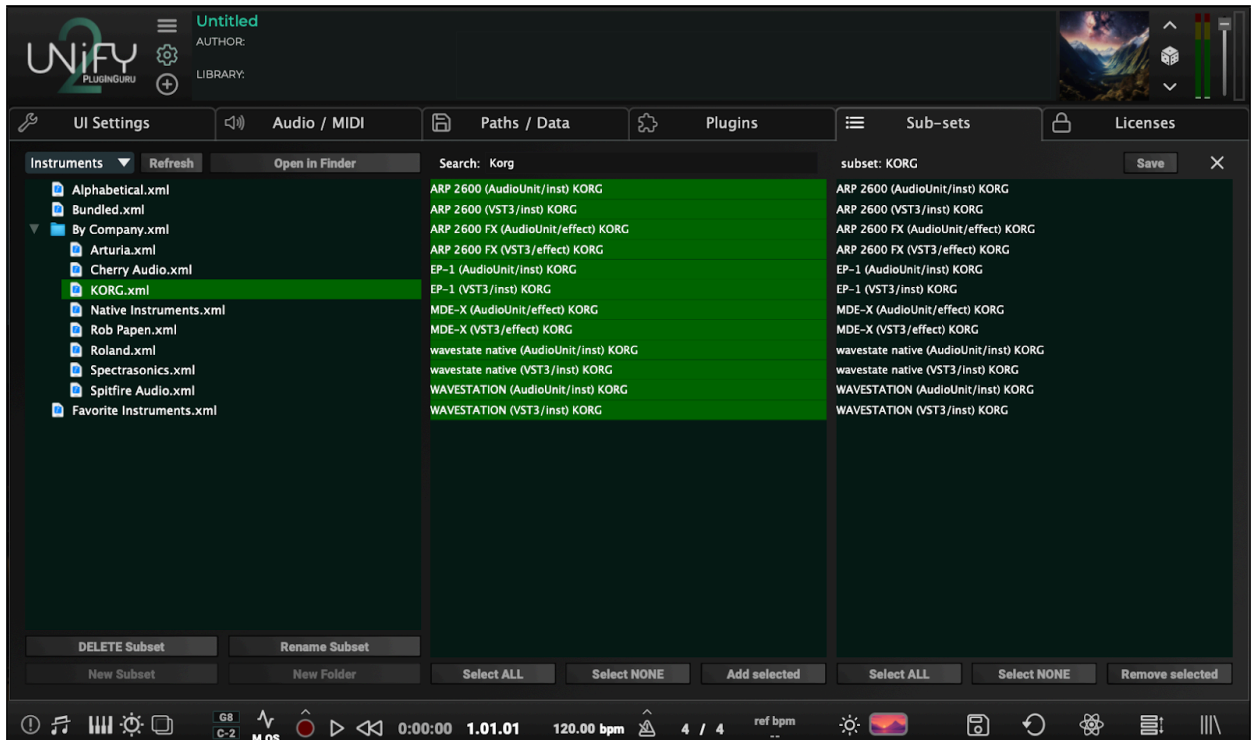 Untitled
AUTHOR:
LIBRARY:
2
UNiFY
PLUGINGURU
UI Settings
Audio / MIDI
Paths / Data
Plugins
Sub-sets
Licenses
Instruments
Refresh
Open in Finder
Alphabetical.xml
Bundled.xml
By Company.xml
Arturia.xml
Cherry Audio.xml
KORG.xml
Native Instruments.xml
Rob Papen.xml
Roland.xml
Spectrasonics.xml
Spitfire Audio.xml
Favorite Instruments.xml
DELETE Subset
Rename Subset
New Subset
New Folder
Search: Korg
ARP 2600 (AudioUnit/inst) KORG
ARP 2600 (VST3/inst) KORG
ARP 2600 FX (AudioUnit/effect) KORG
ARP 2600 FX (VST3/effect) KORG
EP-1 (AudioUnit/inst) KORG
EP-1 (VST3/inst) KORG
MDE-X (AudioUnit/effect) KORG
MDE-X (VST3/effect) KORG
wavestate native (AudioUnit/inst) KORG
wavestate native (VST3/inst) KORG
WAVESTATION (AudioUnit/inst) KORG
WAVESTATION (VST3/inst) KORG
Select ALL
Select NONE
Add selected
subset: KORG
Save
ARP 2600 (AudioUnit/inst) KORG
ARP 2600 (VST3/inst) KORG
ARP 2600 FX (AudioUnit/effect) KORG
ARP 2600 FX (VST3/effect) KORG
EP-1 (AudioUnit/inst) KORG
EP-1 (VST3/inst) KORG
MDE-X (AudioUnit/effect) KORG
MDE-X (VST3/effect) KORG
wavestate native (AudioUnit/inst) KORG
wavestate native (VST3/inst) KORG
WAVESTATION (AudioUnit/inst) KORG
WAVESTATION (VST3/inst) KORG
Select ALL
Select NONE
Remove selected
G8
C-2
0:00:00
1.01.01
120.00 bpm
4 / 4
ref bpm
--